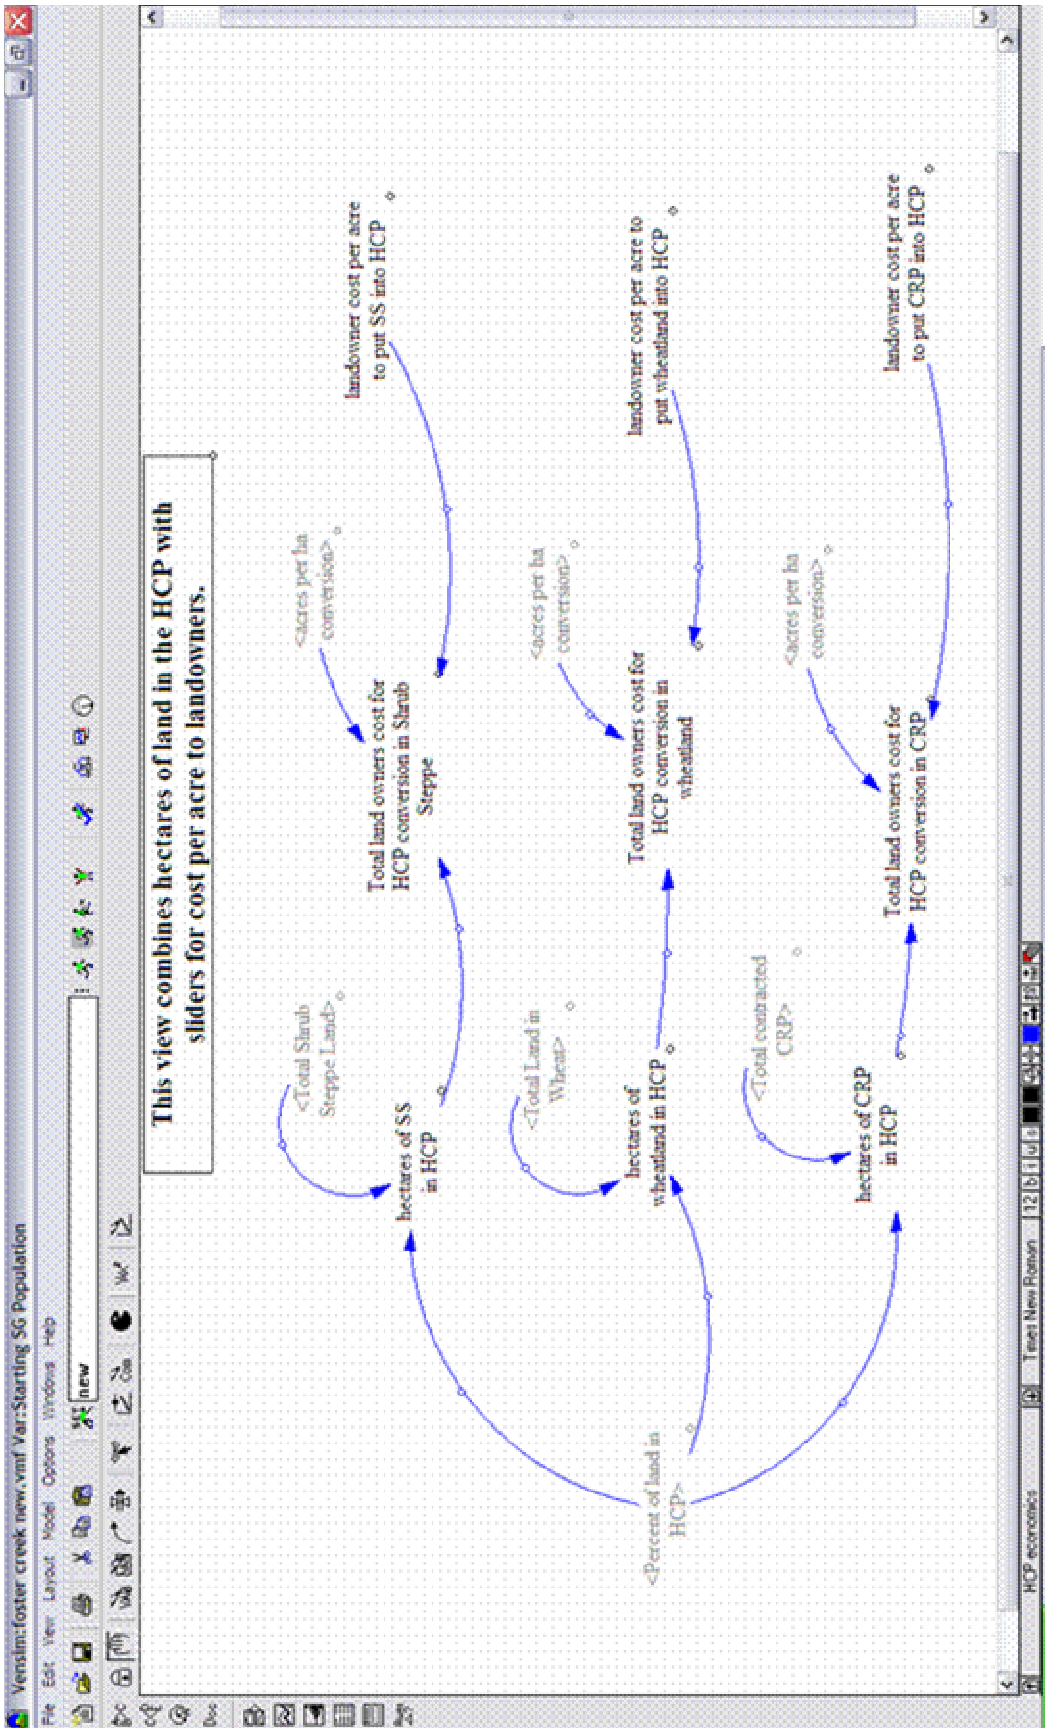 Vensim:foster creek new.vmf Var:Starting SG Population
File Edit View Layout Model Options Windows Help
new
This view combines hectares of land in the HCP with
sliders for cost per acre to landowners.
<Total Shrub
Steppe Land>
<acres per ha
conversion>
landowner cost per acre
to put SS into HCP
hectares of SS
in HCP
Total land owners cost for
HCP conversion in Shrub
Steppe
<Total Land in
Wheat>
<acres per ha
conversion>
landowner cost per acre to
put wheatland into HCP
<Percent of land in
HCP>
hectares of
wheatland in HCP
Total land owners cost for
HCP conversion in
wheatland
<Total contracted
CRP>
<acres per ha
conversion>
landowner cost per acre
to put CRP into HCP
hectares of CRP
in HCP
Total land owners cost for
HCP conversion in CRP
Doc
HCP economics
Times New Roman
12 b i u s